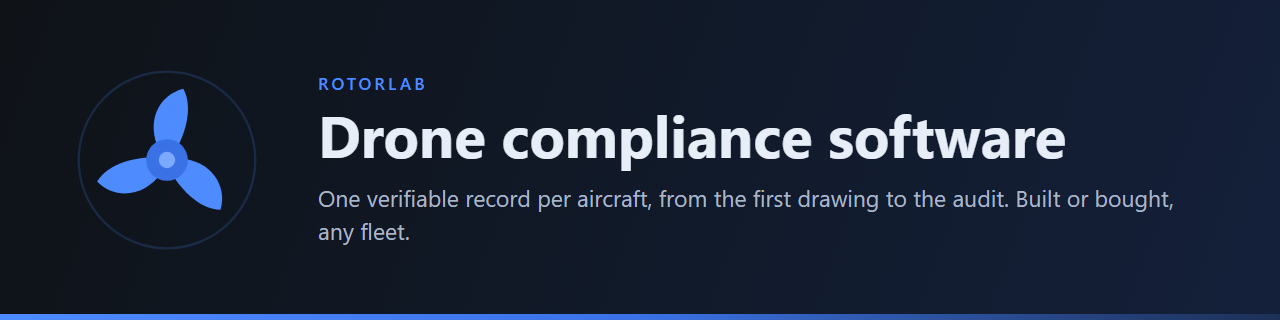 ROTORLAB
Drone compliance software
One verifiable record per aircraft, from the first drawing to the audit. Built or bought,
any fleet.